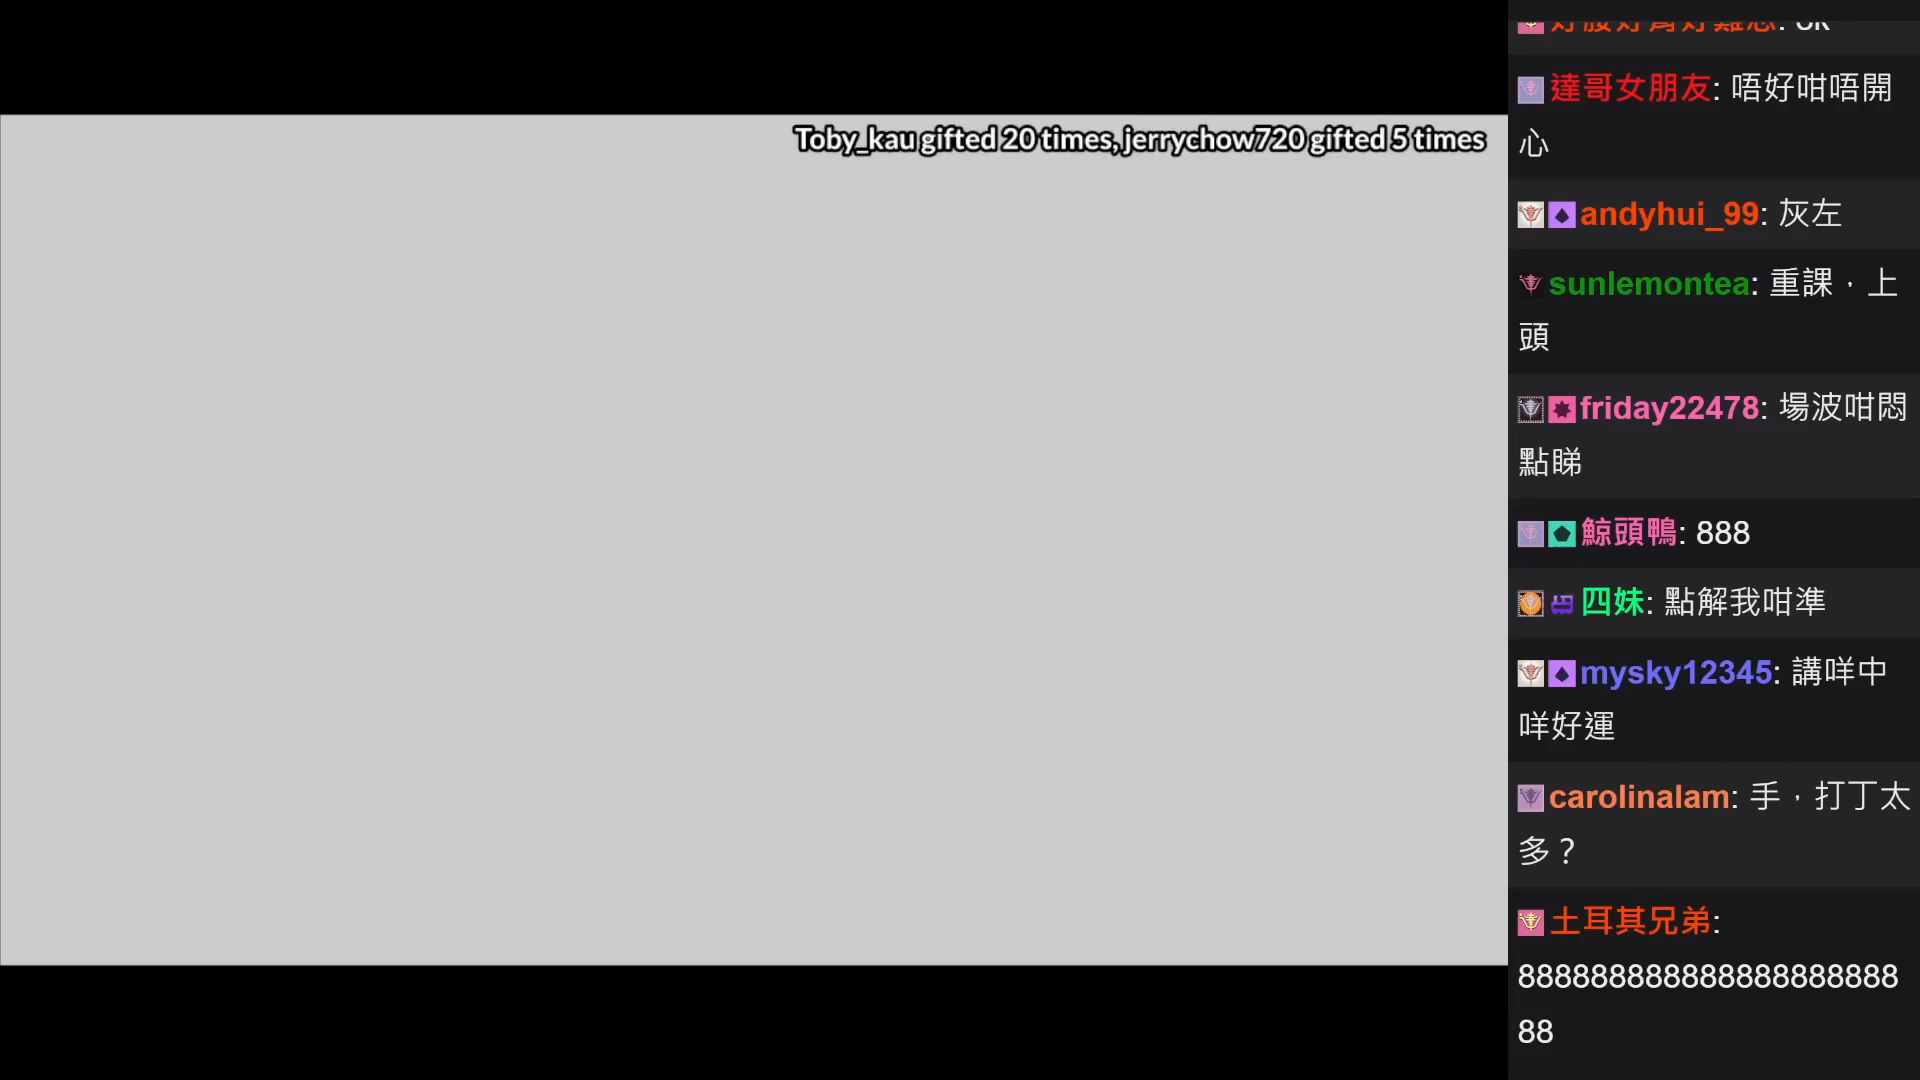 Toby_kau gifted 20 times, jerrychow720 gifted 5 times
: ok
達哥女朋友: 唔好咁唔開
心
andyhui_99: 灰左
sunlemontea: 重課，上
頭
friday22478: 場波咁悶
點睇
鯨頭鴨: 888
四妹: 點解我咁準
mysky12345: 講咩中
咩好運
carolinalam: 手，打丁太
多？
土耳其兄弟:
888888888888888888888
88